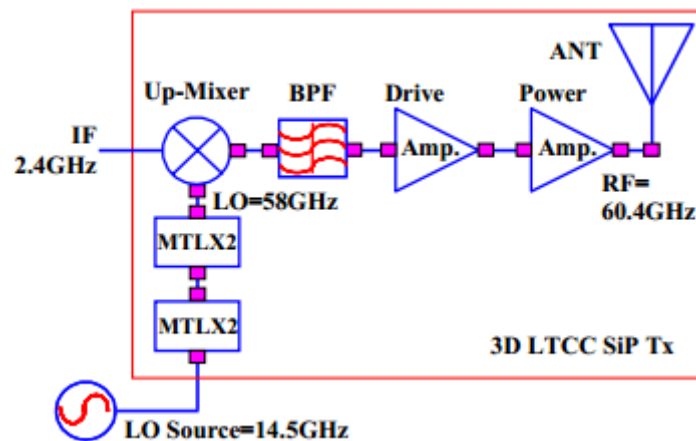 ANT
Up-Mixer
BPF
Drive
Power
IF
2.4GHz
Amp.
Amp.
LO=58GHz
RF=
60.4GHz
MTLX2
MTLX2
3D LTCC SiP Tx
LO Source=14.5GHz